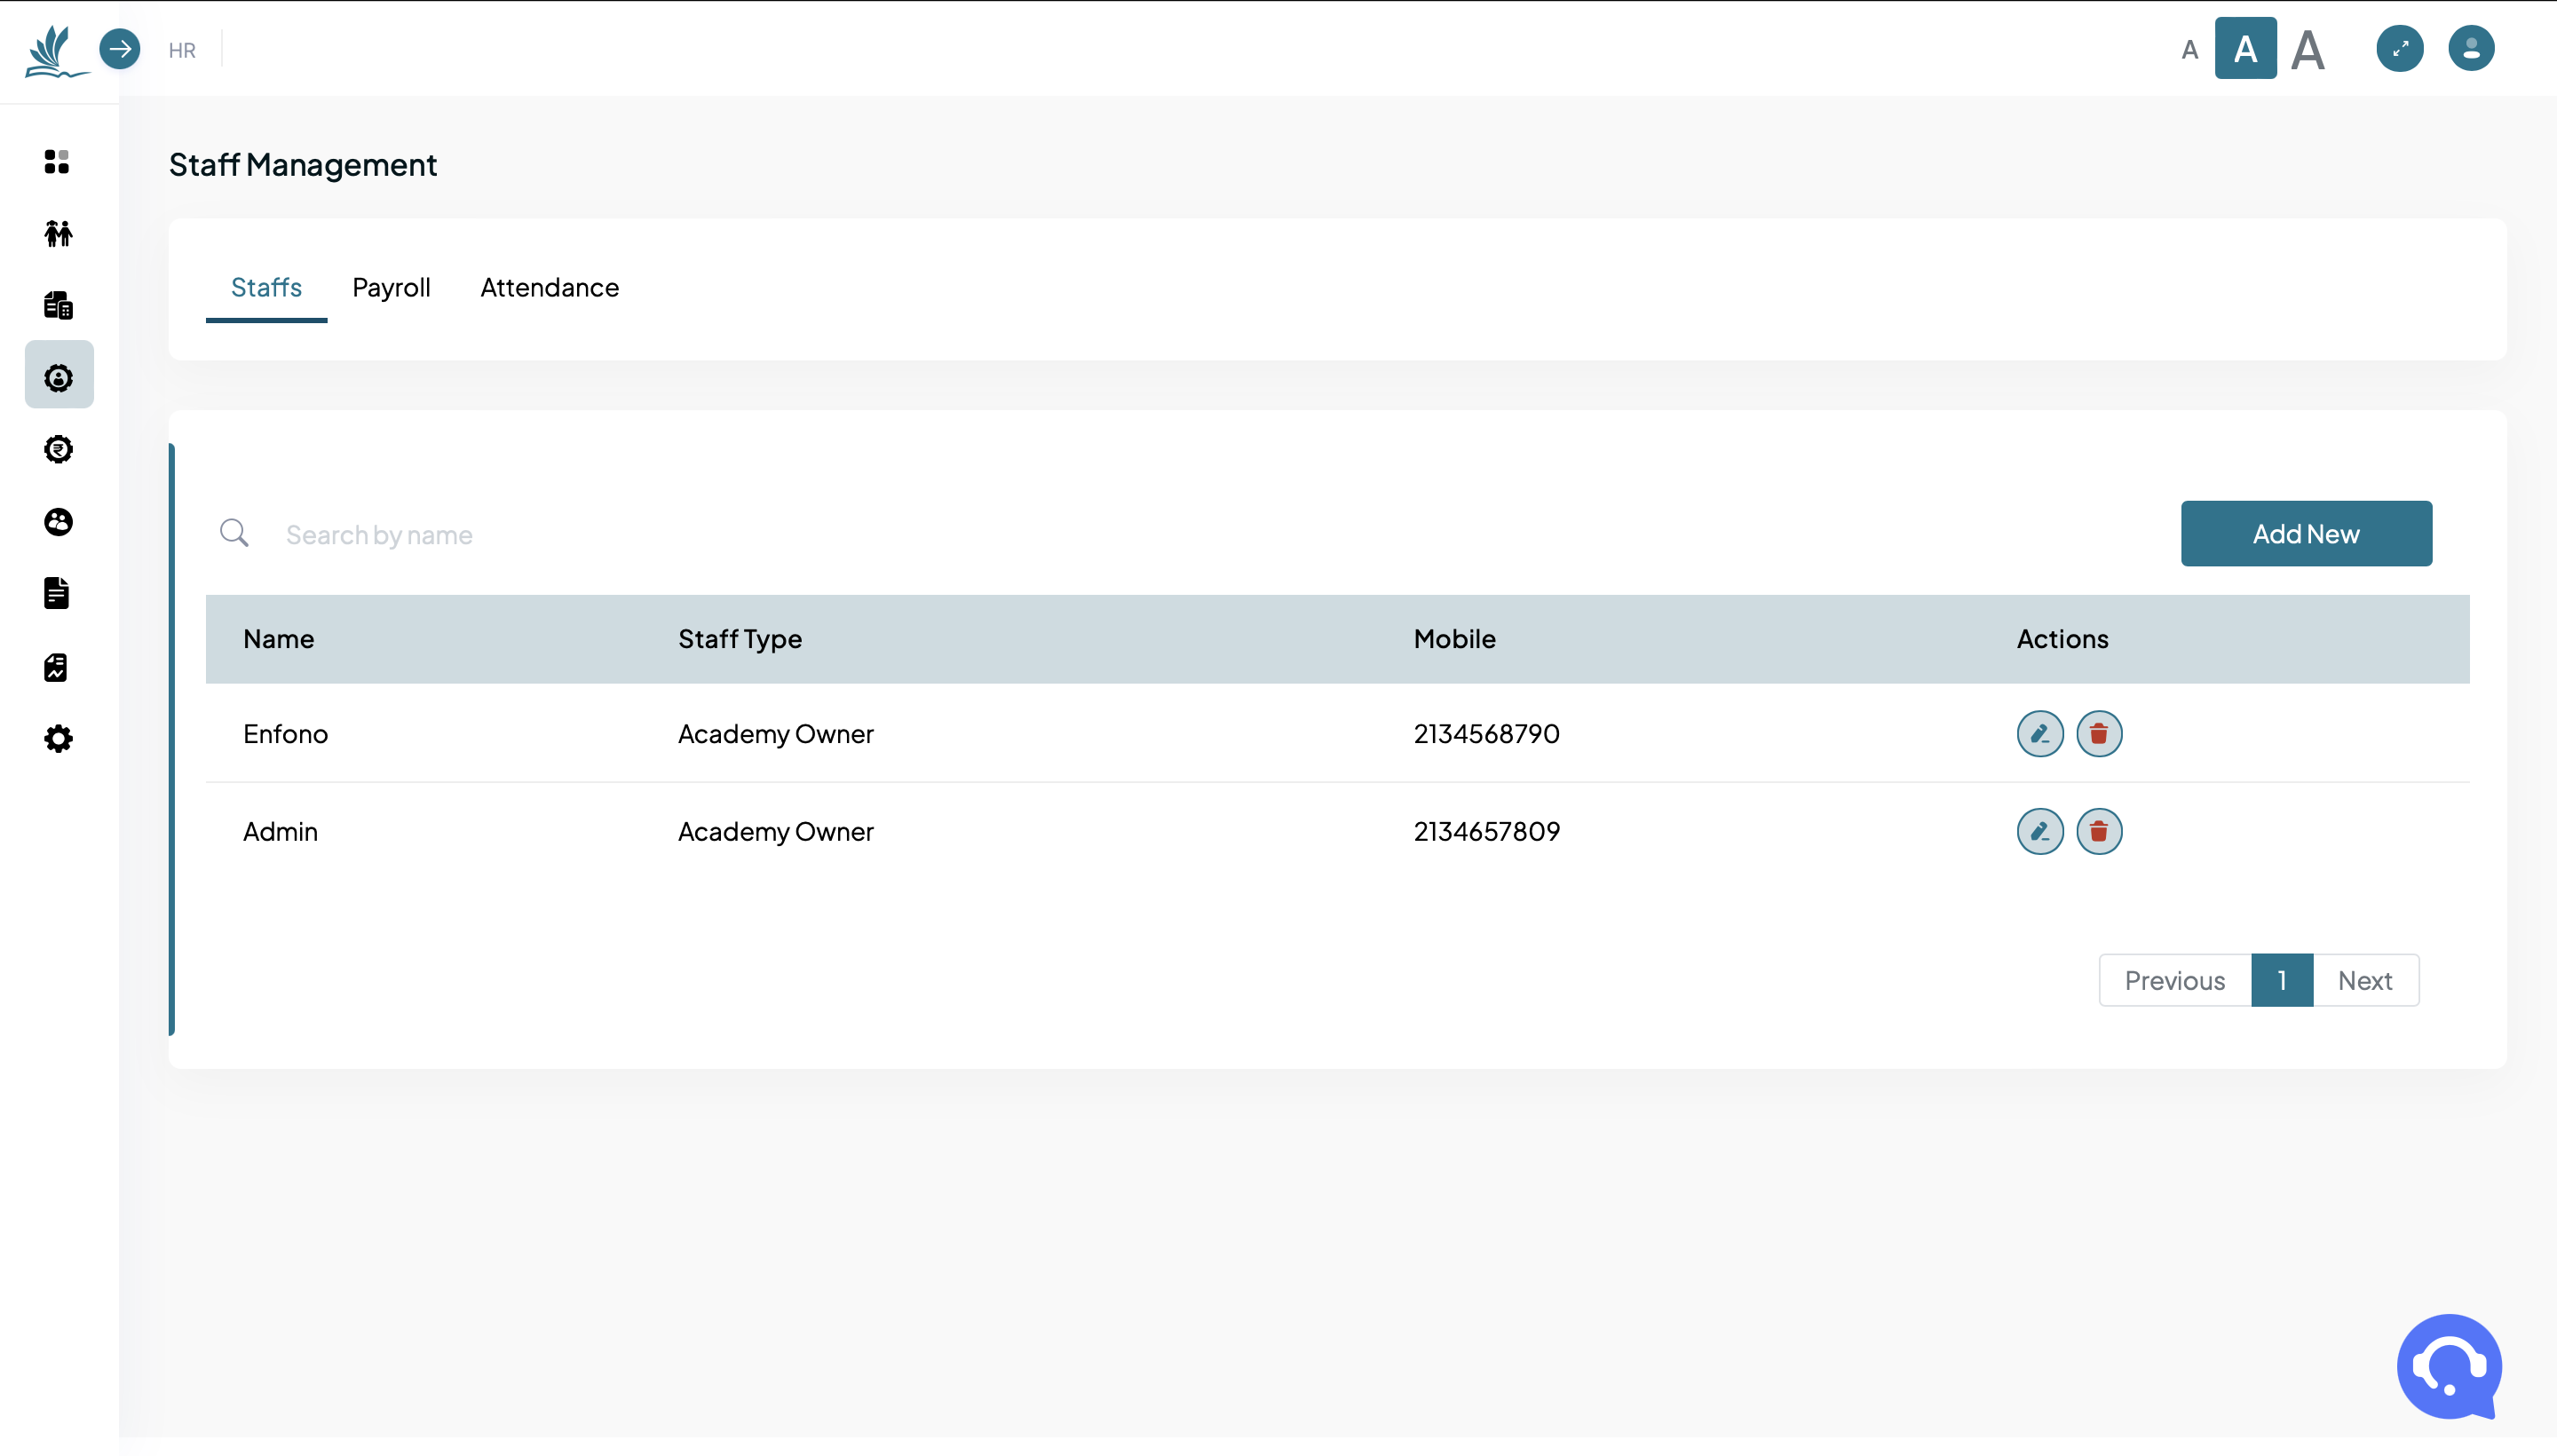 HR
A A A
Staff Management
Staffs Payroll Attendance
Search by name
Add New
Name Staff Type Mobile Actions
Enfono Academy Owner 2134568790
Admin Academy Owner 2134657809
Previous 1 Next